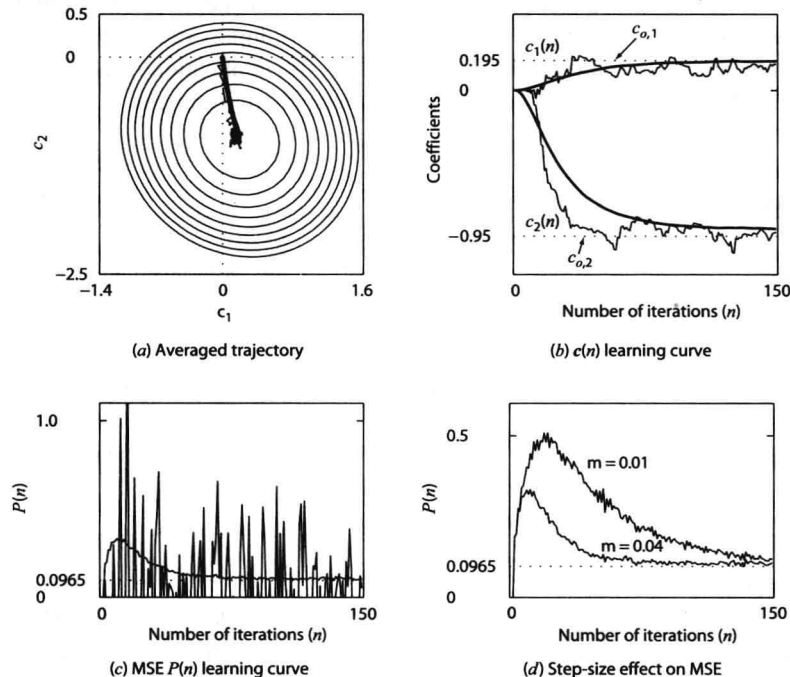 0.5
0
c₂
−2.5
−1.4
0
1.6
c₁
(a) Averaged trajectory
c₁(n)
c_{o,1}
0.195
0
Coefficients
c₂(n)
−0.95
c_{o,2}
0
150
Number of iterations (n)
(b) c(n) learning curve
1.0
P(n)
0.0965
0
0
150
Number of iterations (n)
(c) MSE P(n) learning curve
0.5
m = 0.01
P(n)
m = 0.04
0.0965
0
0
150
Number of iterations (n)
(d) Step-size effect on MSE